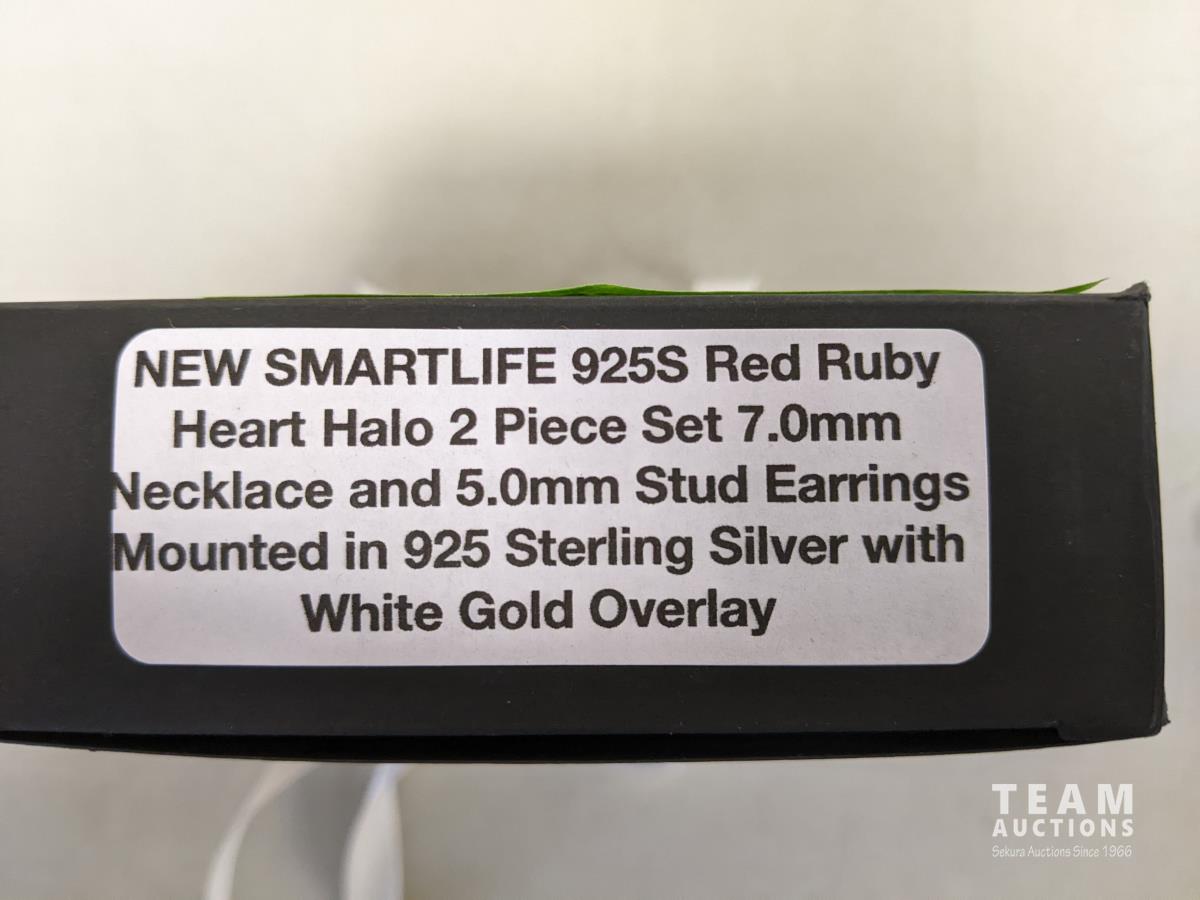 NEW SMARTLIFE 925S Red Ruby
Heart Halo 2 Piece Set 7.0mm
Necklace and 5.0mm Stud Earrings
Mounted in 925 Sterling Silver with
White Gold Overlay
TEAM
AUCTIONS
Sekura Auctions Since 1966